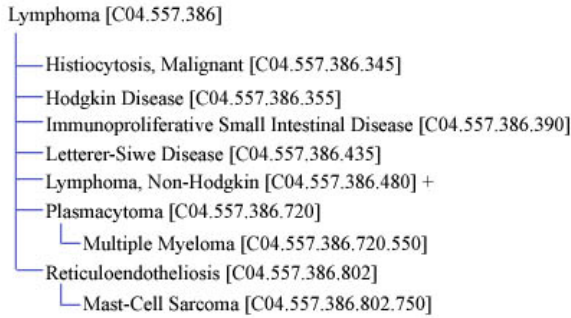 Lymphoma [C04.557.386]
Histiocytosis, Malignant [C04.557.386.345]
Hodgkin Disease [C04.557.386.355]
Immunoproliferative Small Intestinal Disease [C04.557.386.390]
Letterer-Siwe Disease [C04.557.386.435]
Lymphoma, Non-Hodgkin [C04.557.386.480] +
Plasmacytoma [C04.557.386.720]
Multiple Myeloma [C04.557.386.720.550]
Reticuloendotheliosis [C04.557.386.802]
Mast-Cell Sarcoma [C04.557.386.802.750]